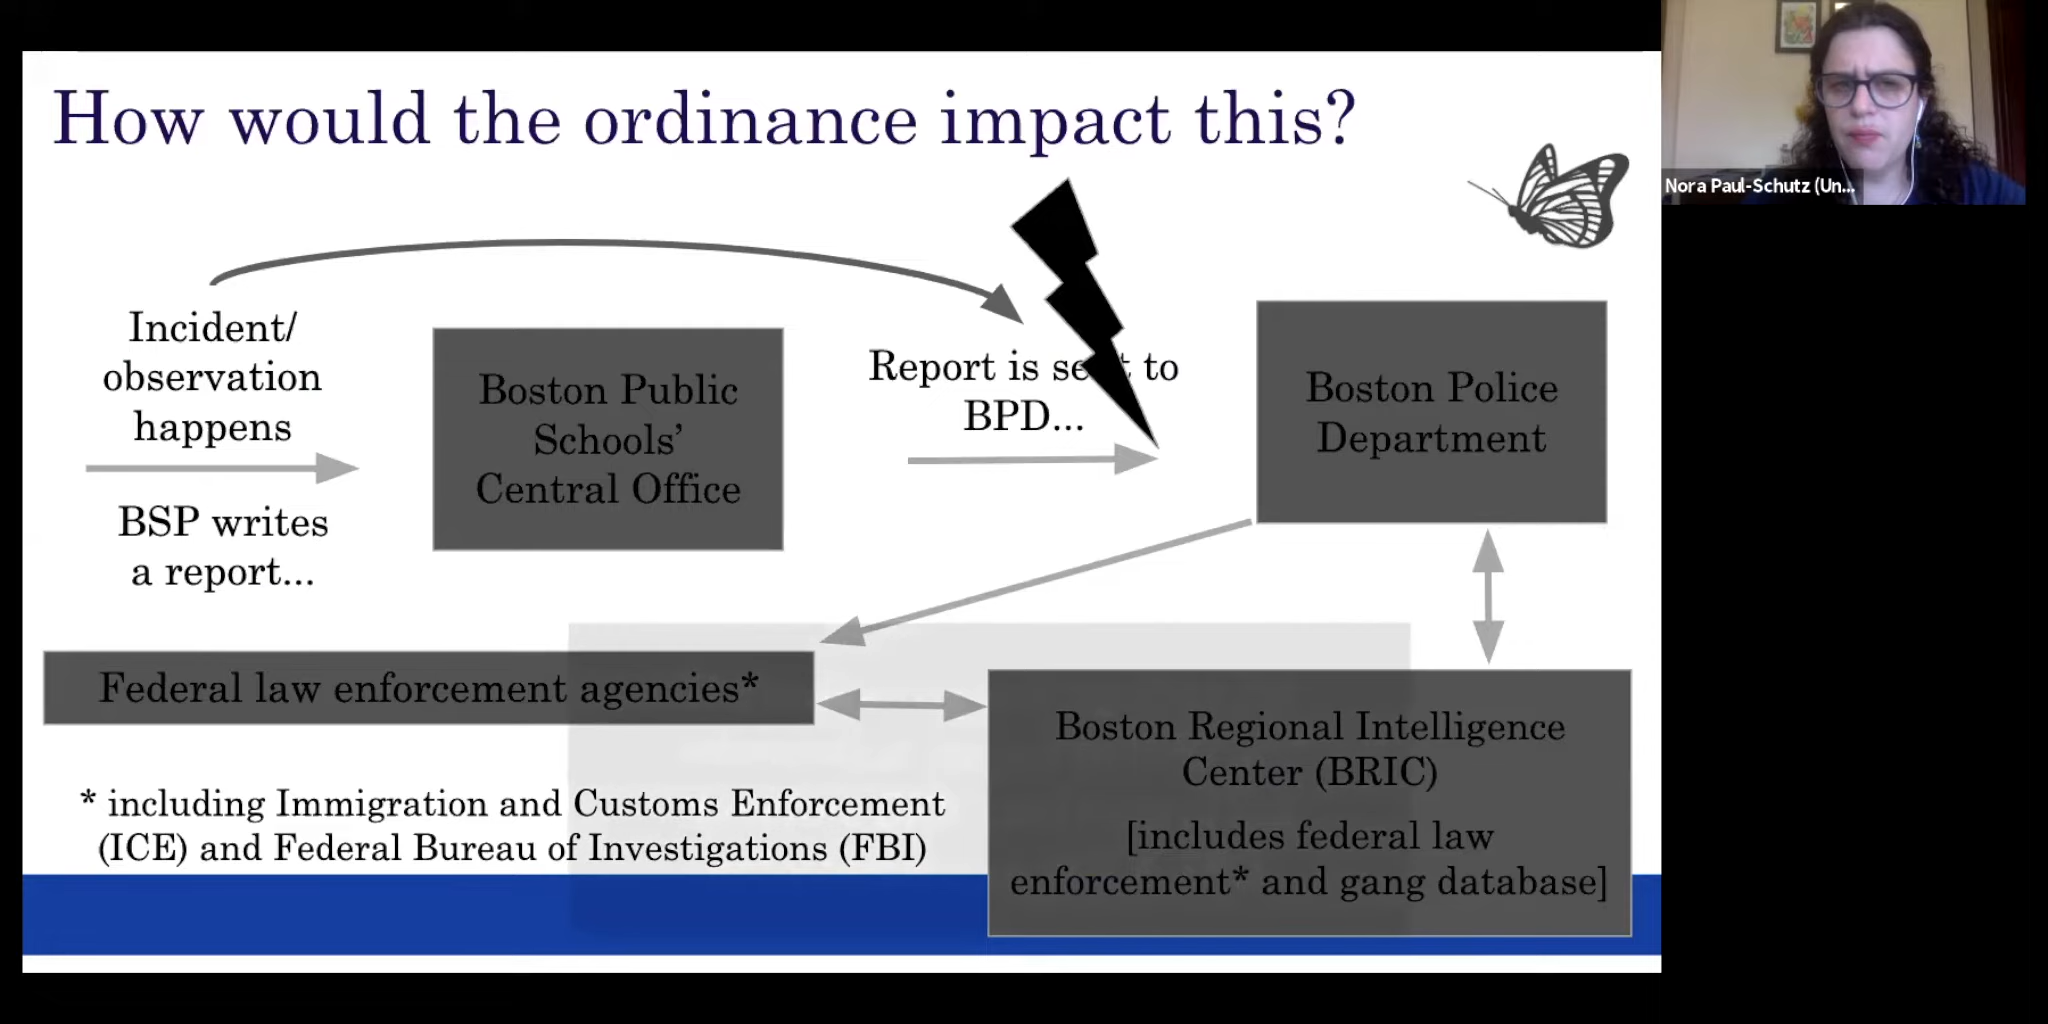 How would the ordinance impact this?
Nora Paul-Schutz (Un...
Incident/
observation
happens
BSP writes
a report...
Boston Public
Schools’
Central Office
Report is sent to
BPD...
Boston Police
Department
Federal law enforcement agencies*
* including Immigration and Customs Enforcement
(ICE) and Federal Bureau of Investigations (FBI)
Boston Regional Intelligence
Center (BRIC)
[includes federal law
enforcement* and gang database]